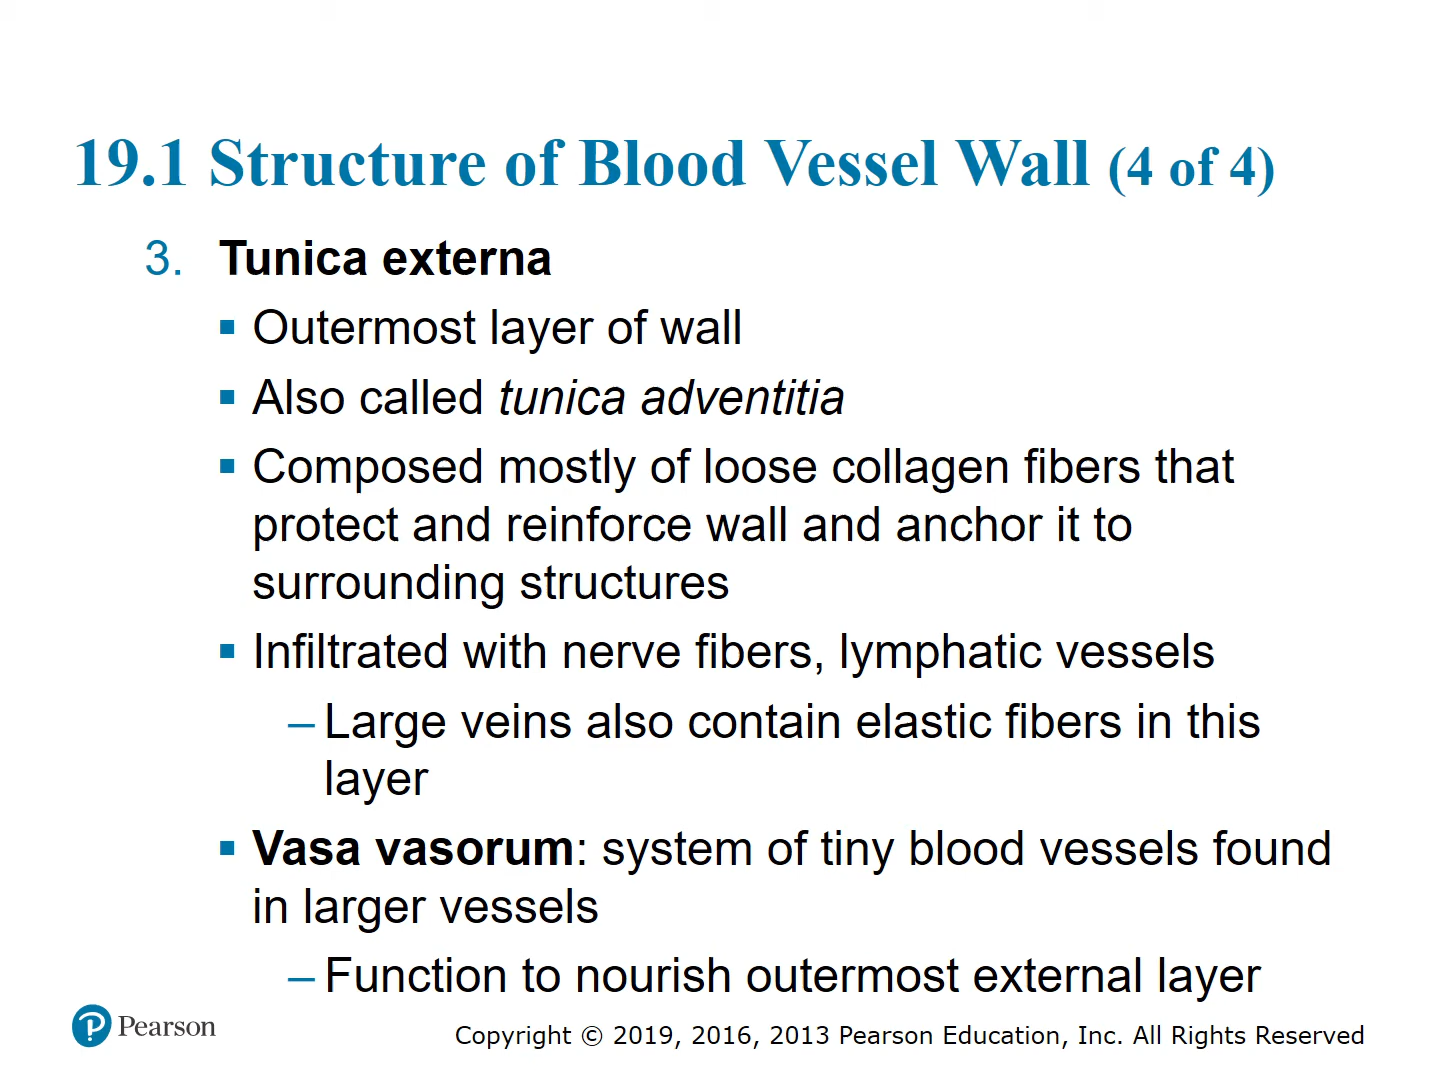 19.1 Structure of Blood Vessel Wall (4 of 4)
3. Tunica externa
▪ Outermost layer of wall
▪ Also called tunica adventitia
▪ Composed mostly of loose collagen fibers that
protect and reinforce wall and anchor it to
surrounding structures
▪ Infiltrated with nerve fibers, lymphatic vessels
– Large veins also contain elastic fibers in this
layer
▪ Vasa vasorum: system of tiny blood vessels found
in larger vessels
– Function to nourish outermost external layer
P Pearson
Copyright © 2019, 2016, 2013 Pearson Education, Inc. All Rights Reserved